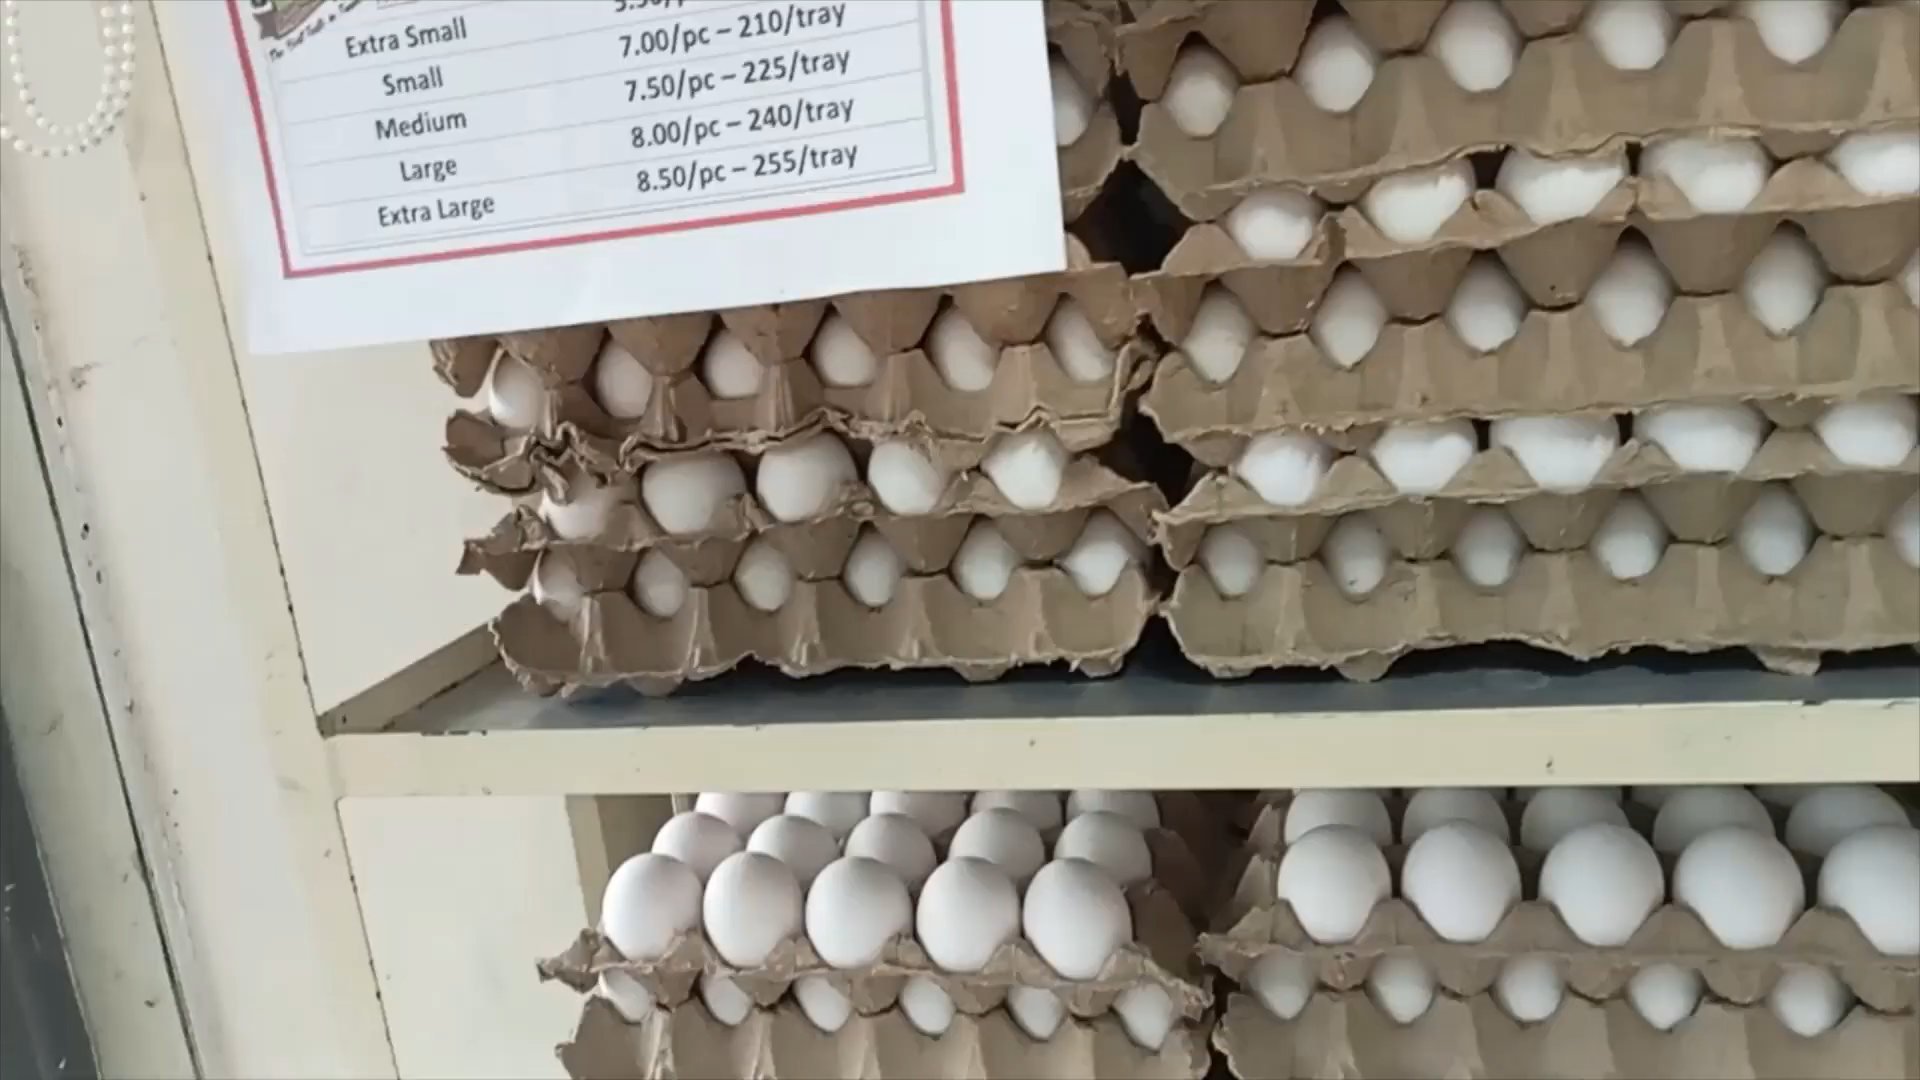 Extra Small
Small 7.00/pc – 210/tray
Medium 7.50/pc – 225/tray
Large 8.00/pc – 240/tray
Extra Large 8.50/pc – 255/tray